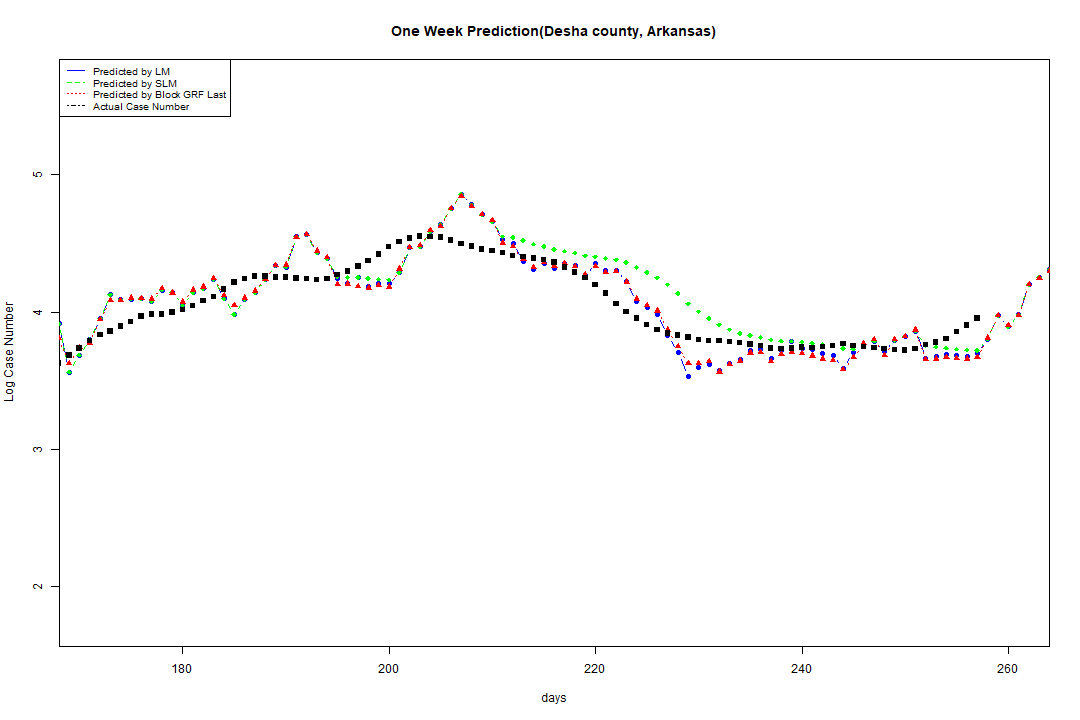 One Week Prediction(Desha county, Arkansas)
Predicted by LM
Predicted by SLM
Predicted by Block GRF Last
Actual Case Number
Log Case Number
5
4
3
2
180
200
220
240
260
days